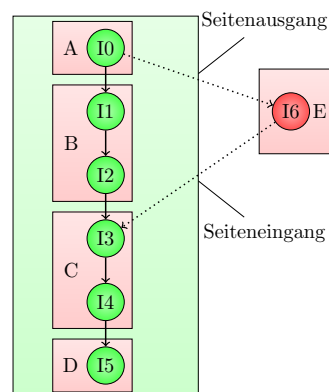 Seitenausgang
A I0
I1
B
I2
I6 E
Seiteneingang
I3
C
I4
D I5